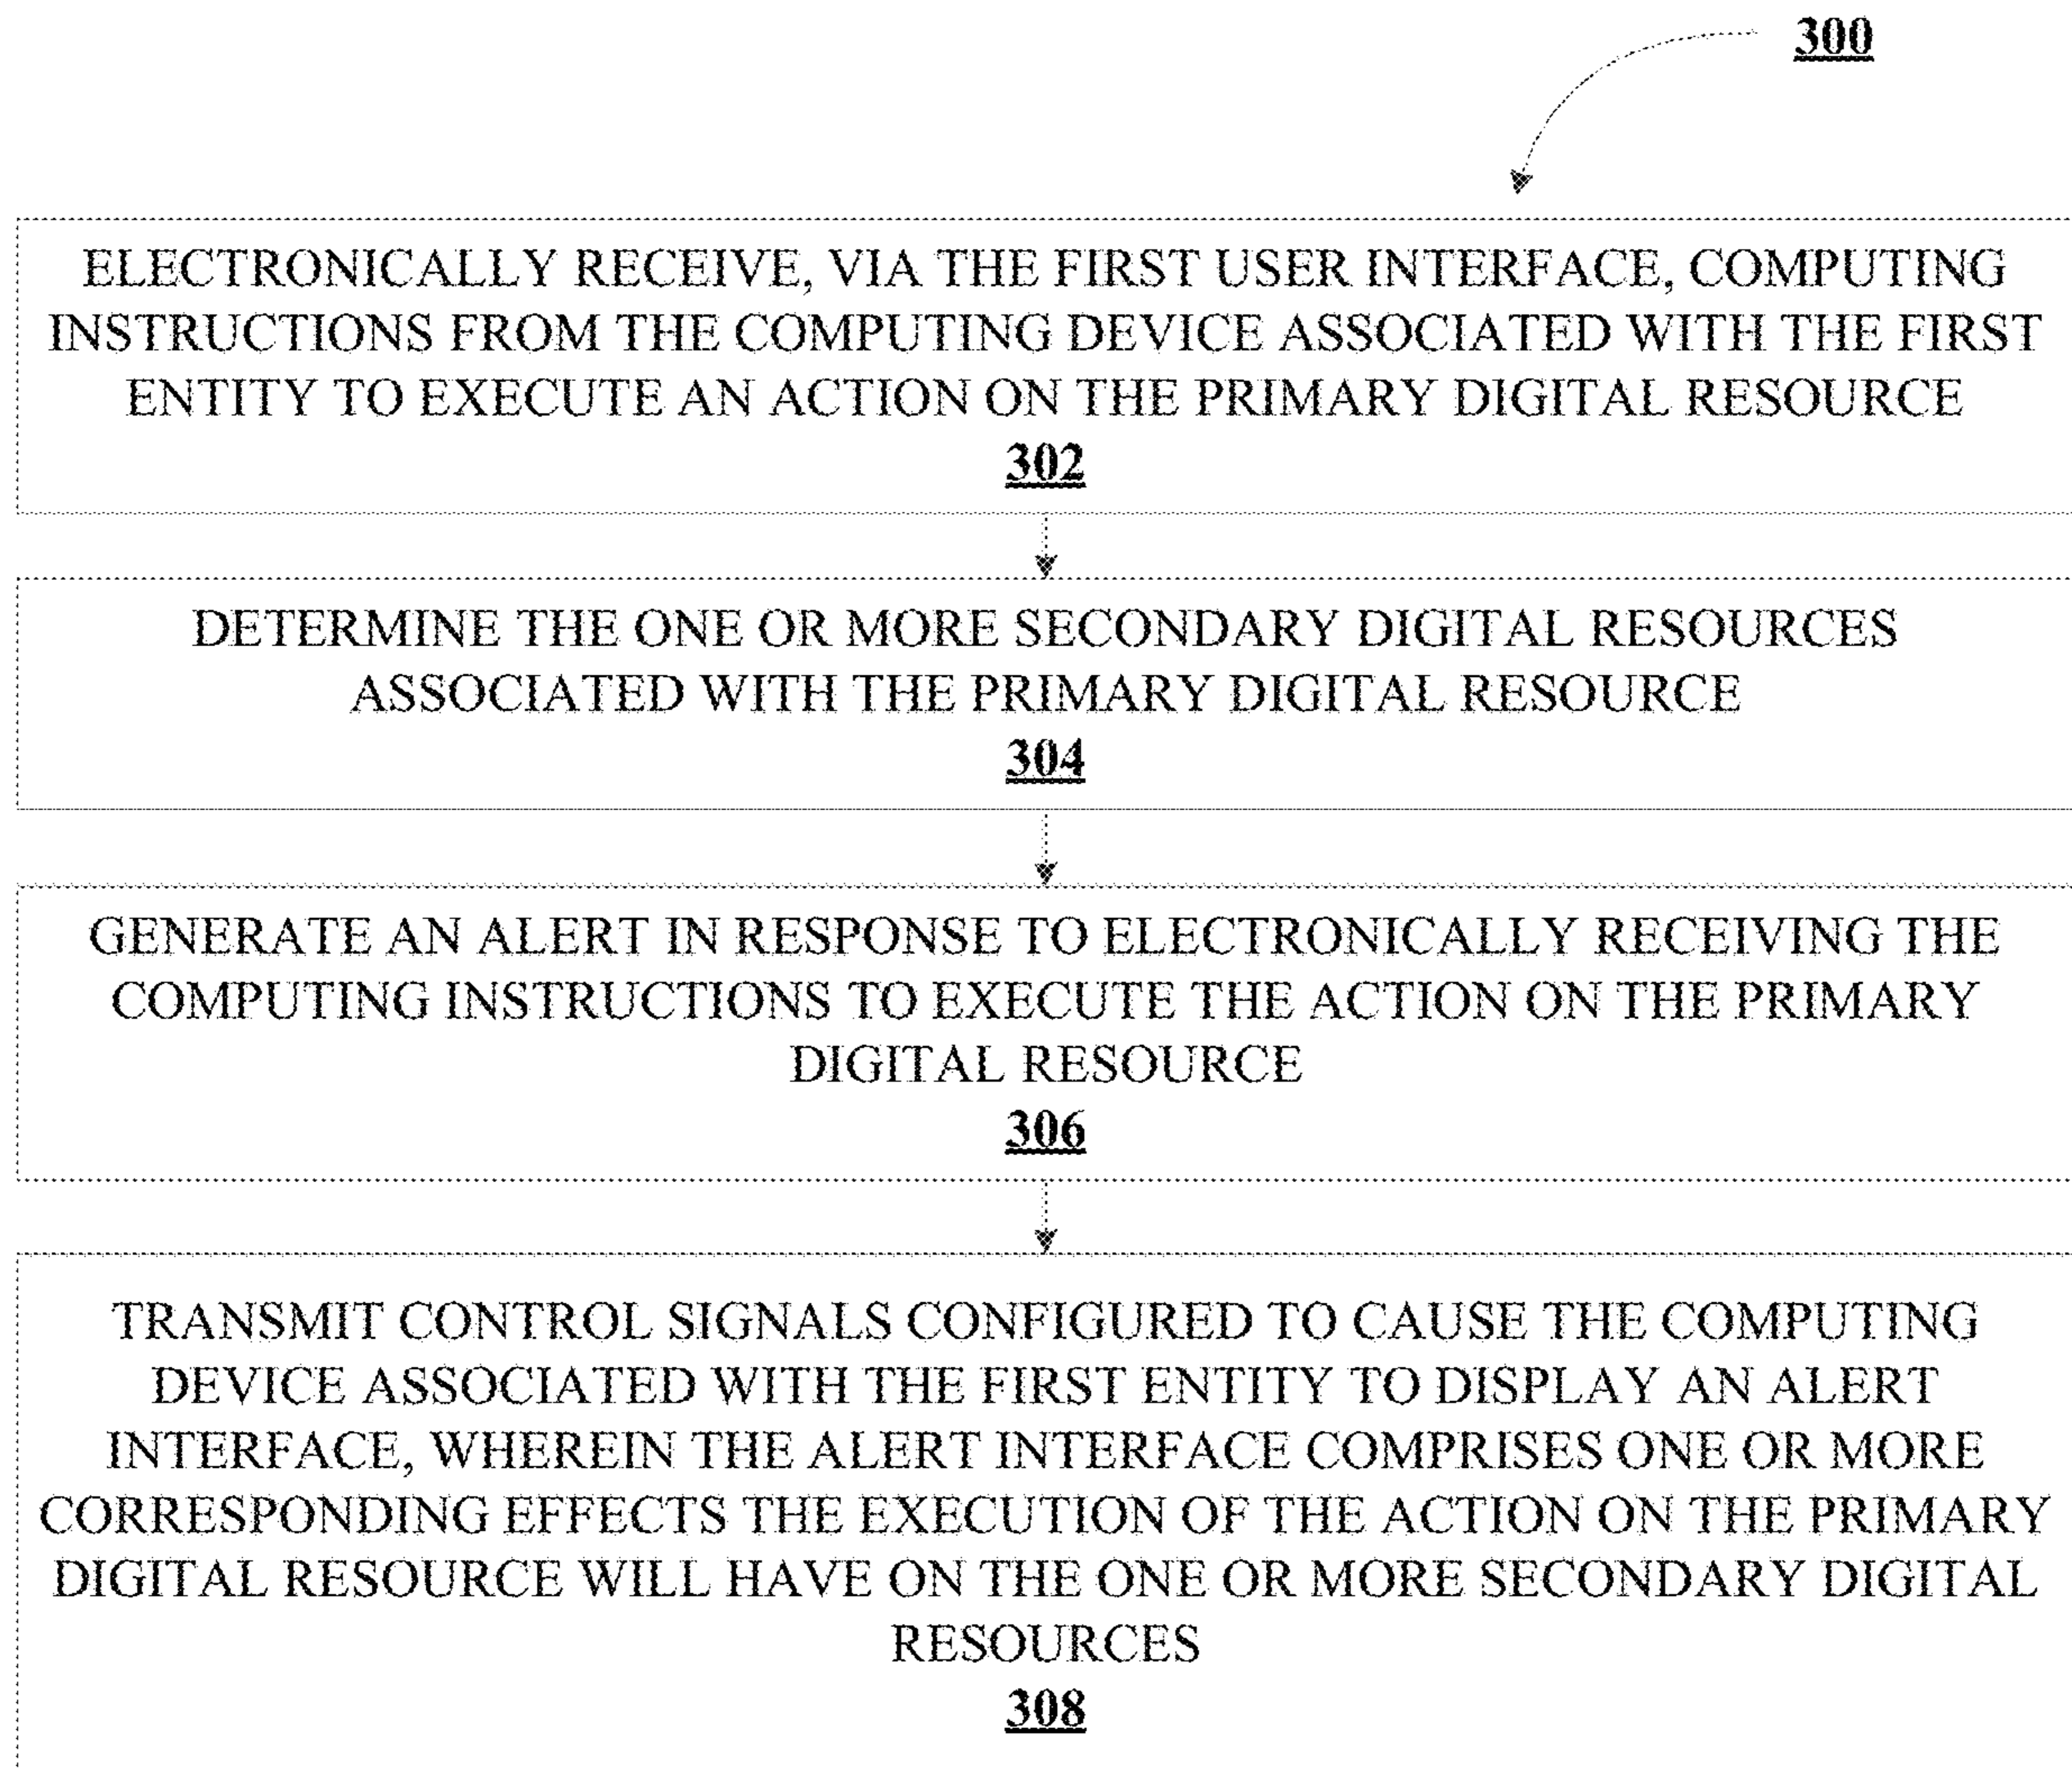 300
ELECTRONICALLY RECEIVE, VIA THE FIRST USER INTERFACE, COMPUTING
INSTRUCTIONS FROM THE COMPUTING DEVICE ASSOCIATED WITH THE FIRST
ENTITY TO EXECUTE AN ACTION ON THE PRIMARY DIGITAL RESOURCE
302
DETERMINE THE ONE OR MORE SECONDARY DIGITAL RESOURCES
ASSOCIATED WITH THE PRIMARY DIGITAL RESOURCE
304
GENERATE AN ALERT IN RESPONSE TO ELECTRONICALLY RECEIVING THE
COMPUTING INSTRUCTIONS TO EXECUTE THE ACTION ON THE PRIMARY
DIGITAL RESOURCE
306
TRANSMIT CONTROL SIGNALS CONFIGURED TO CAUSE THE COMPUTING
DEVICE ASSOCIATED WITH THE FIRST ENTITY TO DISPLAY AN ALERT
INTERFACE, WHEREIN THE ALERT INTERFACE COMPRISES ONE OR MORE
CORRESPONDING EFFECTS THE EXECUTION OF THE ACTION ON THE PRIMARY
DIGITAL RESOURCE WILL HAVE ON THE ONE OR MORE SECONDARY DIGITAL
RESOURCES
308